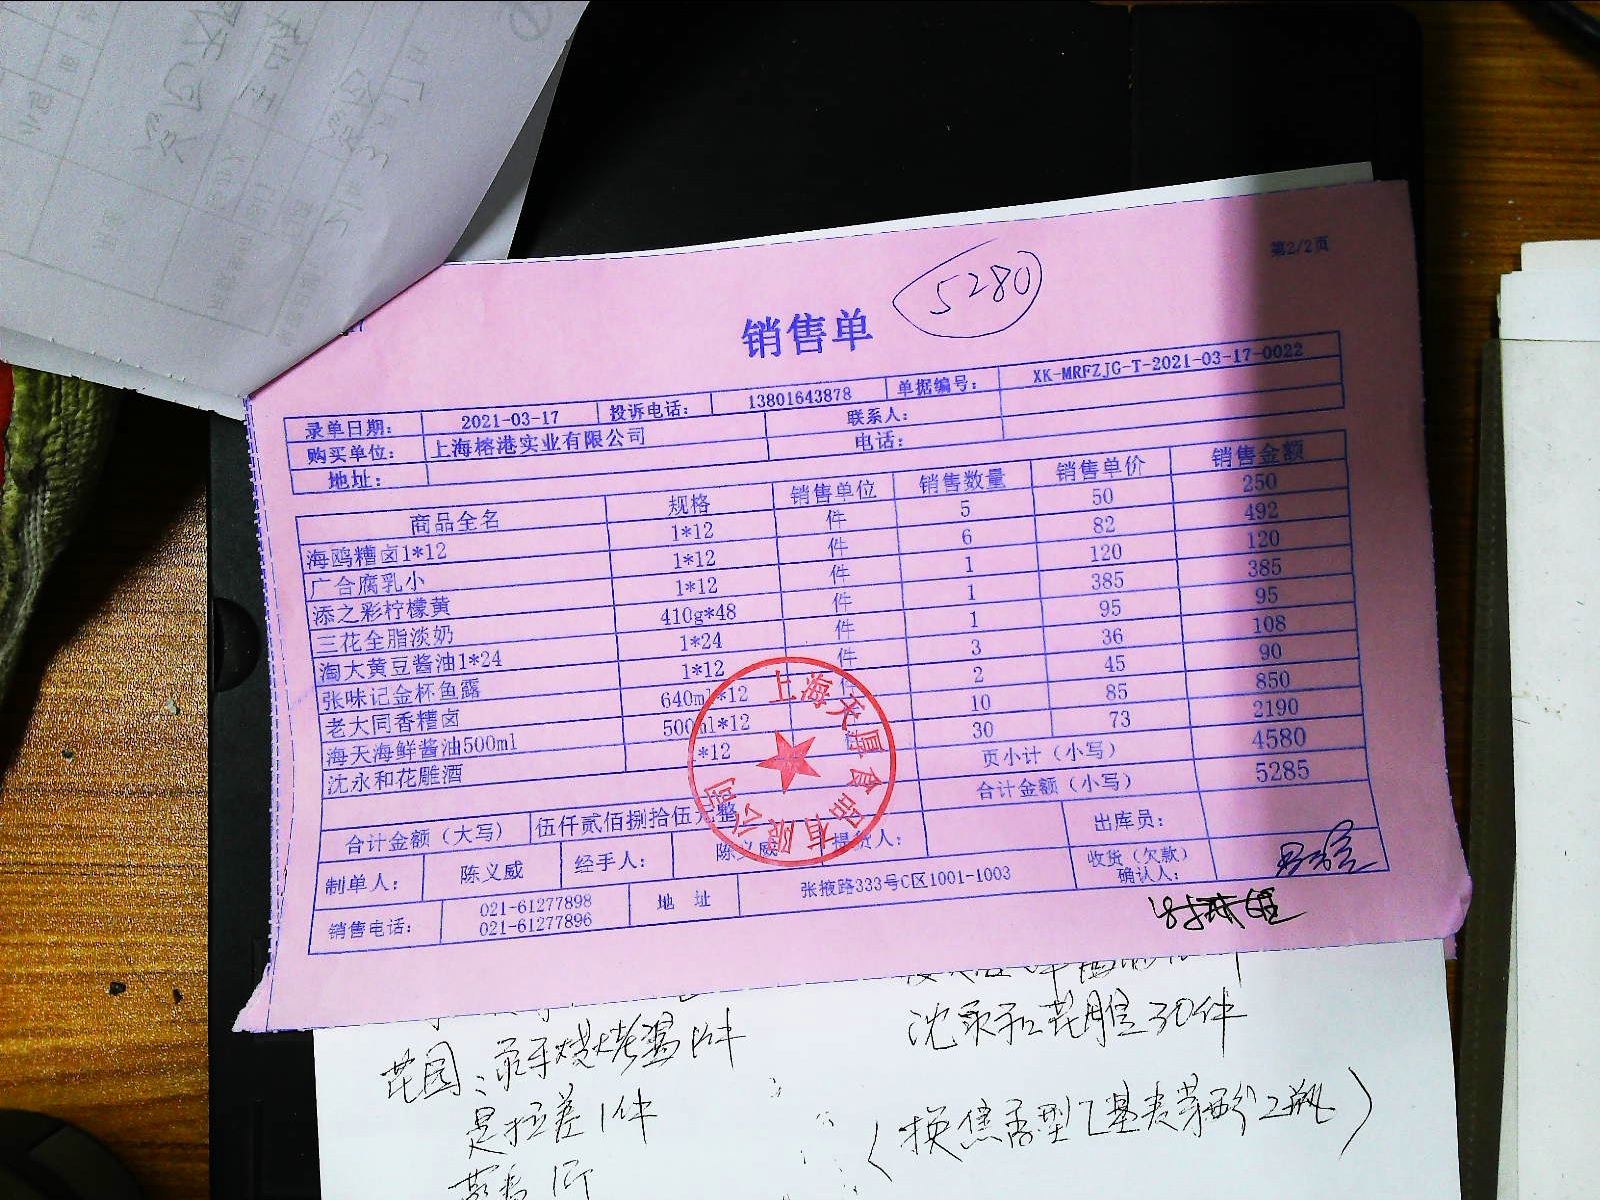 第2/2页
5280
销售单
录单日期: 2021-03-17 投诉电话: 13801643878 单据编号: XK-MRFZJG-T-2021-03-17-0022
购买单位: 上海榕港实业有限公司 联系人:
地址: 电话:
商品全名 规格 销售单位 销售数量 销售单价 销售金额
海鸥糟卤1*12 1*12 件 5 50 250
广合腐乳小 1*12 件 6 82 492
添之彩柠檬黄 1*12 件 1 120 120
三花全脂淡奶 410g*48 件 1 385 385
淘大黄豆酱油1*24 1*24 件 1 95 95
张味记金杯鱼露 1*12 件 3 36 108
老大同香糟卤 640ml*12 件 2 45 90
海天海鲜酱油500ml 500ml*12 10 85 850
沈永和花雕酒 *12 件 30 73 2190
页小计（小写） 4580
合计金额（小写） 5285
合计金额（大写） 伍仟贰佰捌拾伍元整
制单人: 陈义威 经手人: 陈义威 提货人: 出库员:
销售电话: 021-61277898 021-61277896 地 址 张掖路333号C区1001-1003 收货（欠款）确认人:
上海天厚食品有限公司
沈永和花雕30件
花园
是拉差1件